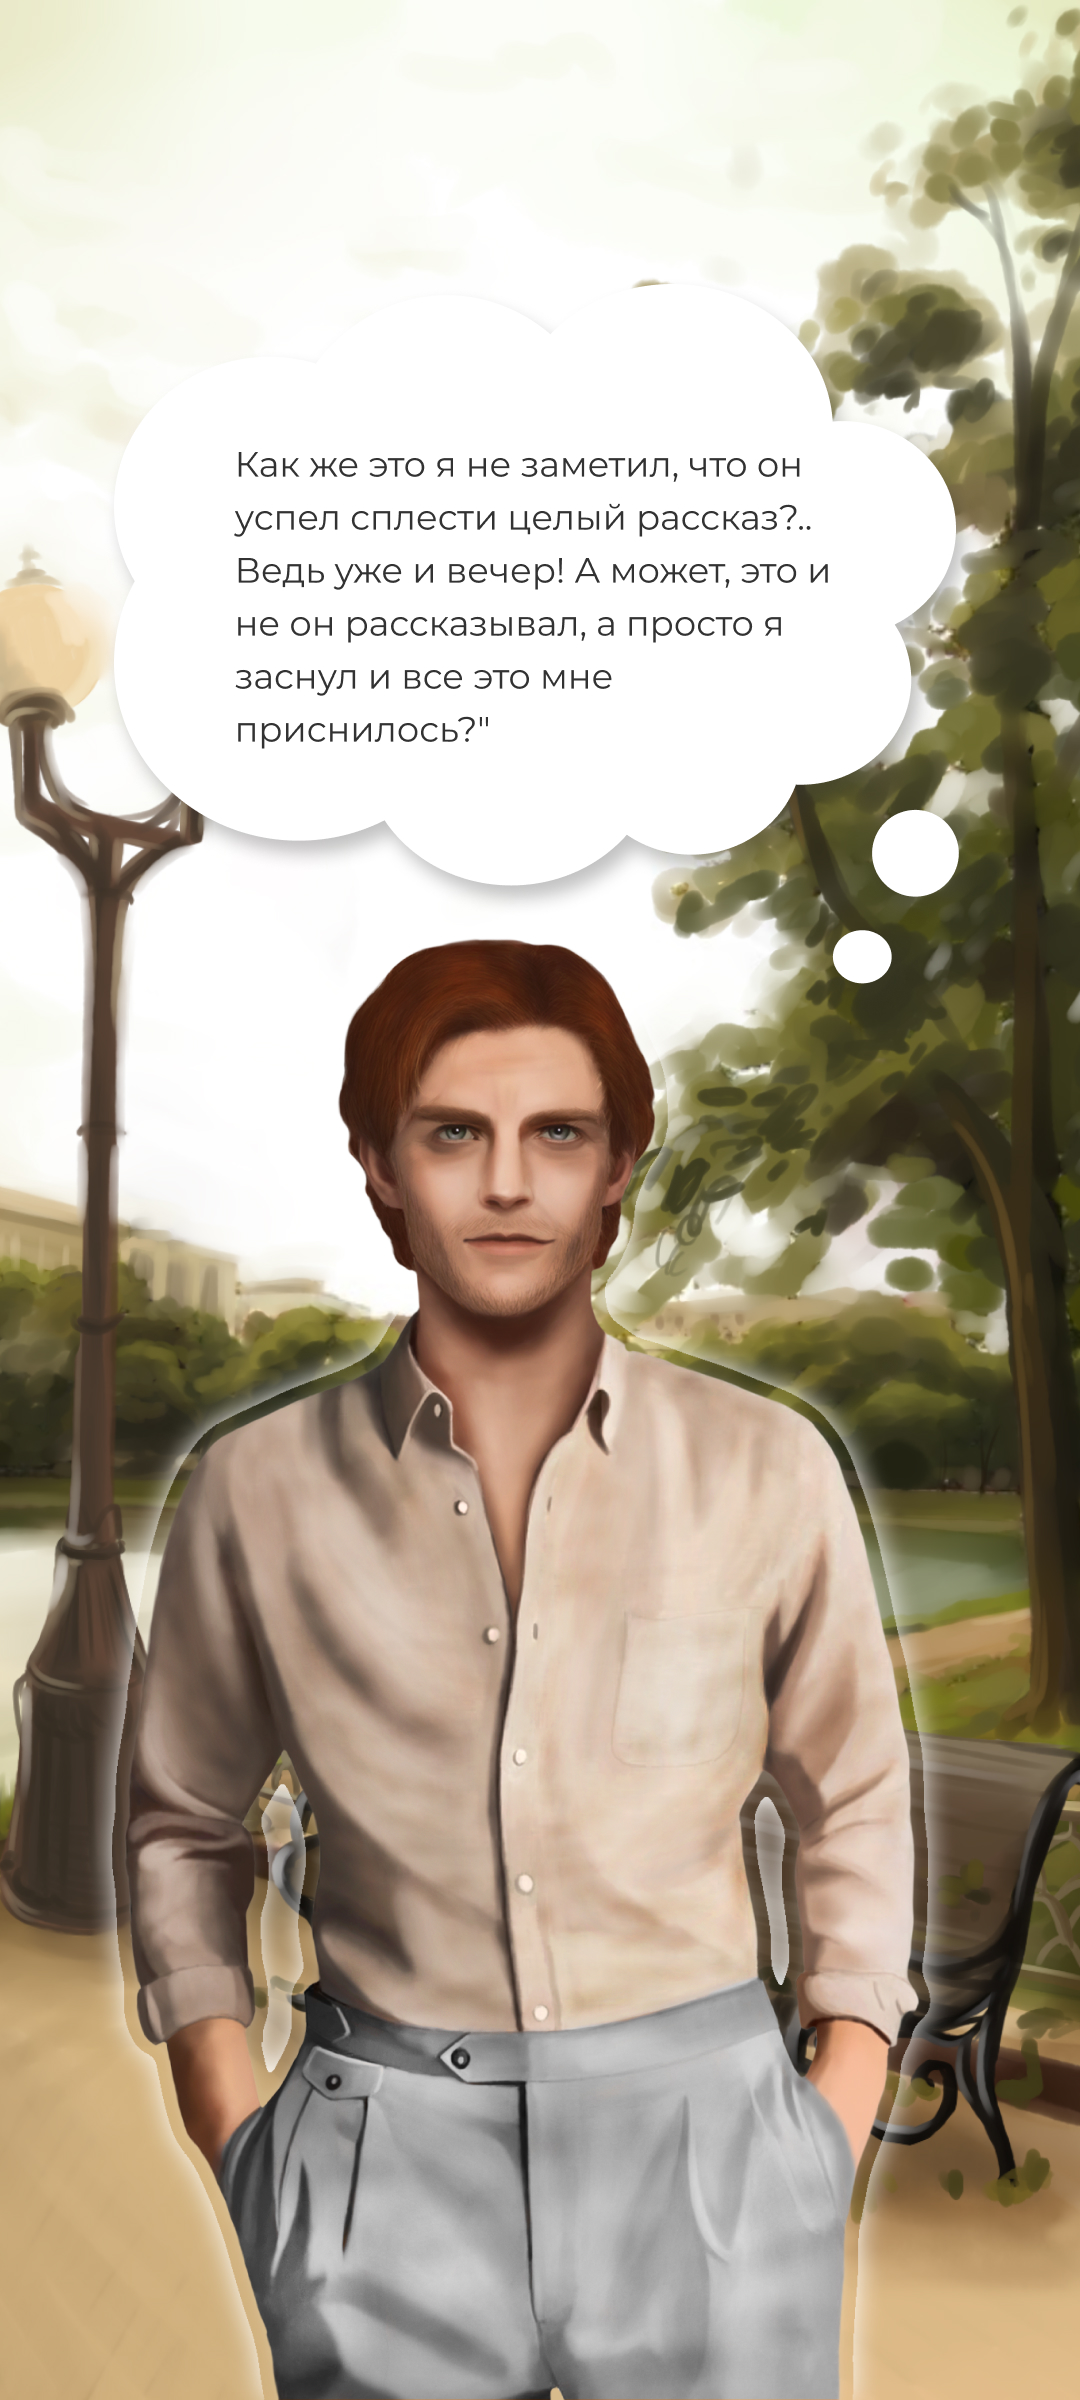 Как же это я не заметил, что он
успел сплести целый рассказ?..
Ведь уже и вечер! А может, это и
не он рассказывал, а просто я
заснул и все это мне
приснилось?"